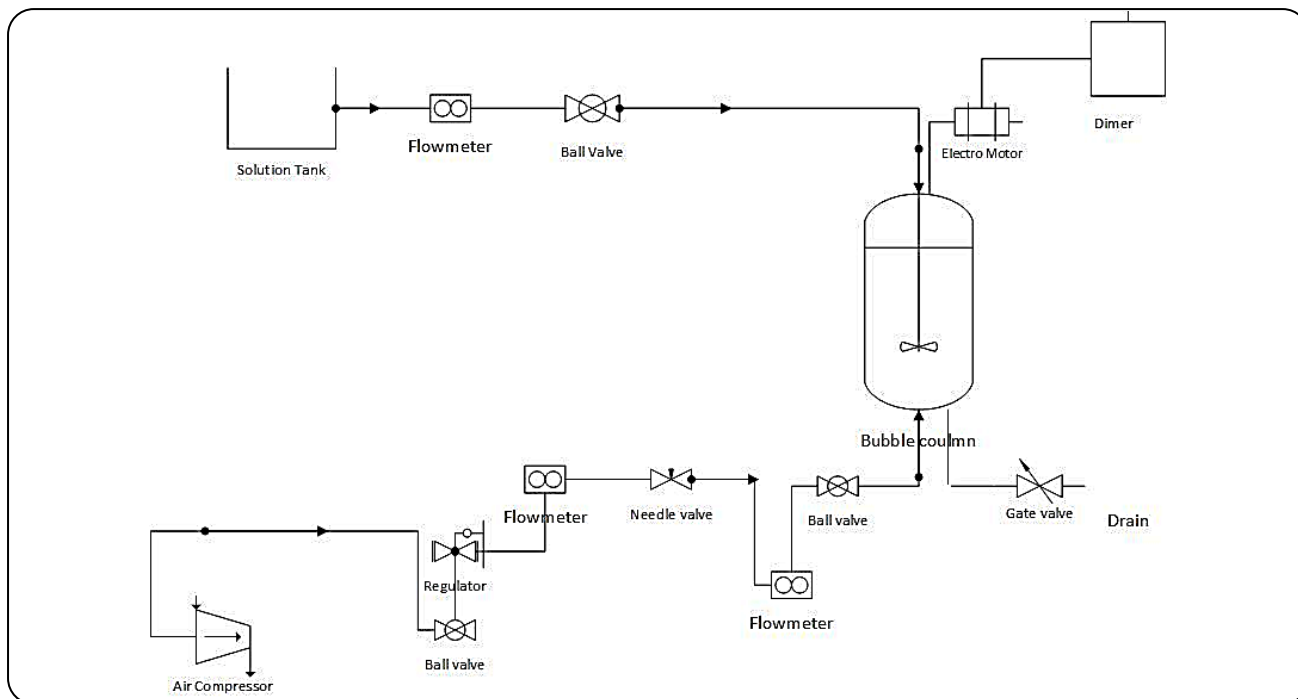 Dimer
Flowmeter
Electro Motor
Ball Valve
Solution Tank
Bubble coulmn
Flowmeter
Needle valve
Ball valve
Gate valve
Drain
Regulator
Flowmeter
Ball valve
Air Compressor